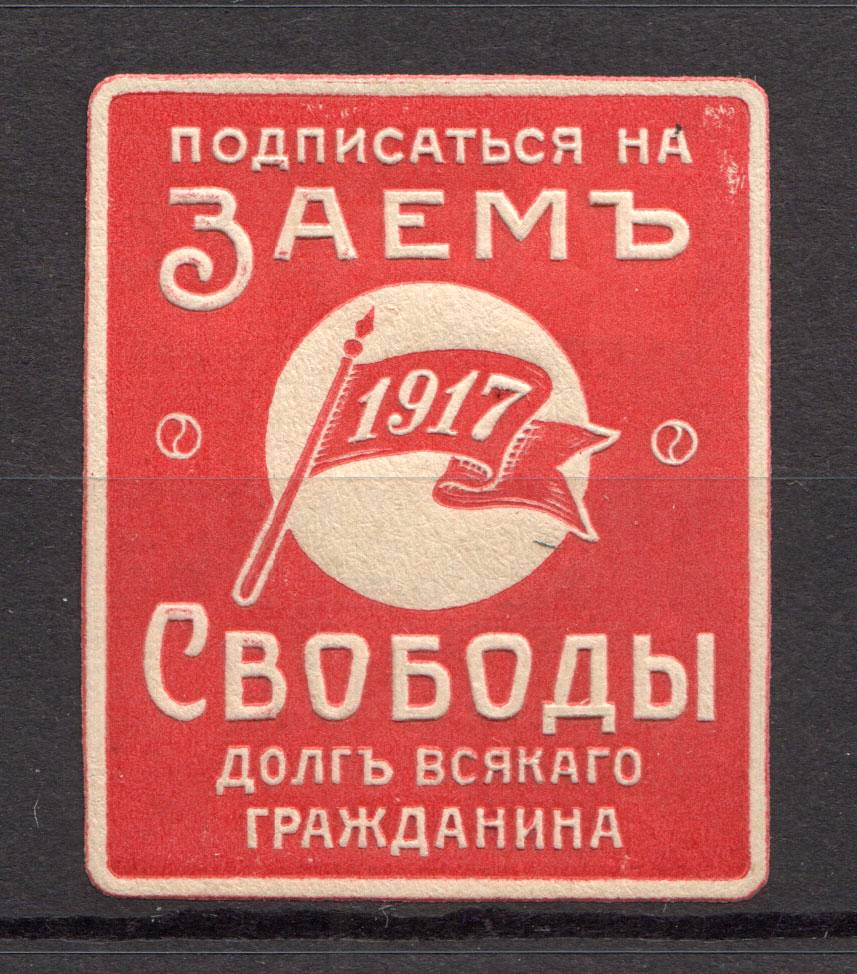 ПОДПИСАТЬСЯ НА
ЗАЕМЪ
1917
СВОБОДЫ
ДОЛГЪ ВСЯКАГО
ГРАЖДАНИНА